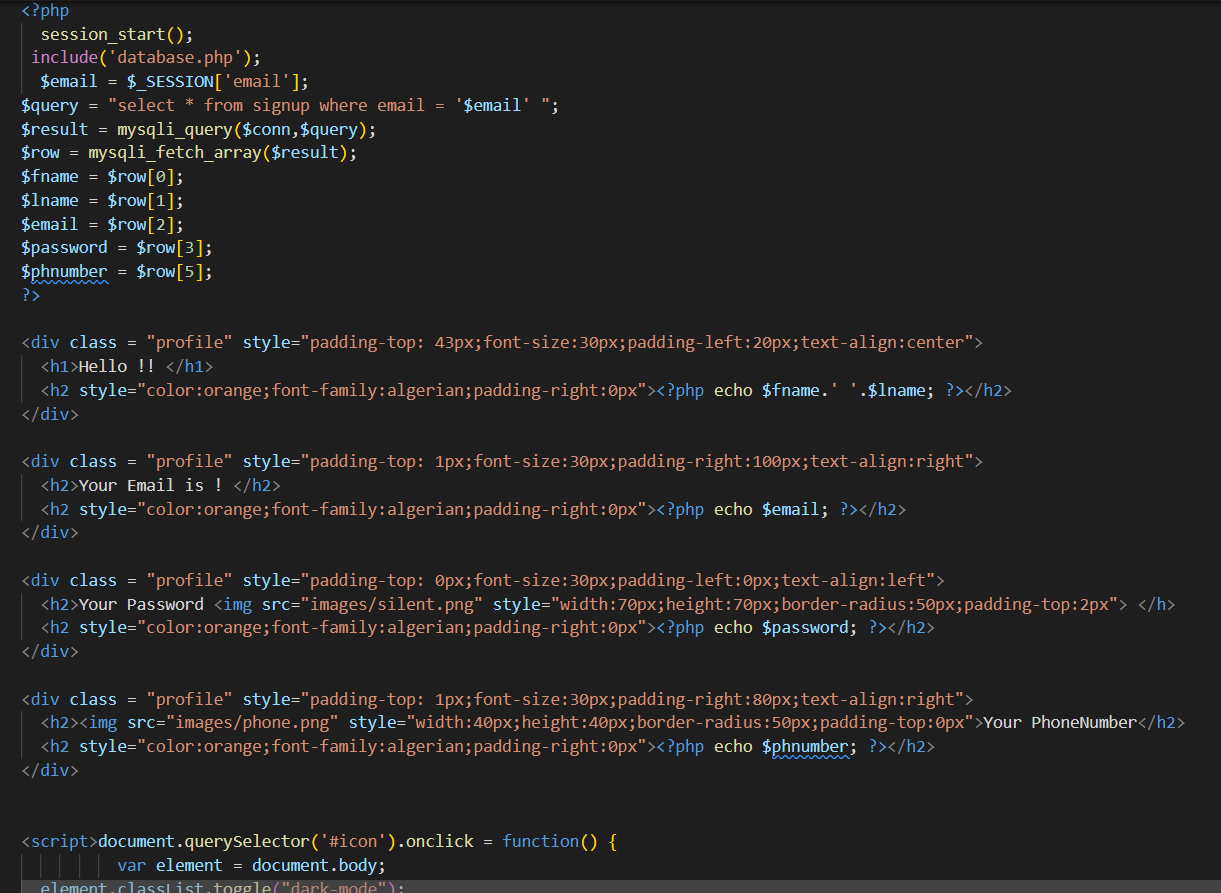 <?php
session_start();
include('database.php');
$email = $_SESSION['email'];
$query = "select * from signup where email = '$email' ";
$result = mysqli_query($conn,$query);
$row = mysqli_fetch_array($result);
$fname = $row[0];
$lname = $row[1];
$email = $row[2];
$password = $row[3];
$phnumber = $row[5];
?>
<div class = "profile" style="padding-top: 43px;font-size:30px;padding-left:20px;text-align:center">
<h1>Hello !! </h1>
<h2 style="color:orange;font-family:algerian;padding-right:0px"><?php echo $fname.' '.$lname; ?></h2>
</div>
<div class = "profile" style="padding-top: 1px;font-size:30px;padding-right:100px;text-align:right">
<h2>Your Email is ! </h2>
<h2 style="color:orange;font-family:algerian;padding-right:0px"><?php echo $email; ?></h2>
</div>
<div class = "profile" style="padding-top: 0px;font-size:30px;padding-left:0px;text-align:left">
<h2>Your Password <img src="images/silent.png" style="width:70px;height:70px;border-radius:50px;padding-top:2px"> </h>
<h2 style="color:orange;font-family:algerian;padding-right:0px"><?php echo $password; ?></h2>
</div>
<div class = "profile" style="padding-top: 1px;font-size:30px;padding-right:80px;text-align:right">
<h2><img src="images/phone.png" style="width:40px;height:40px;border-radius:50px;padding-top:0px">Your PhoneNumber</h2>
<h2 style="color:orange;font-family:algerian;padding-right:0px"><?php echo $phnumber; ?></h2>
</div>
<script>document.querySelector('#icon').onclick = function() {
var element = document.body;
element.classList.toggle("dark-mode");